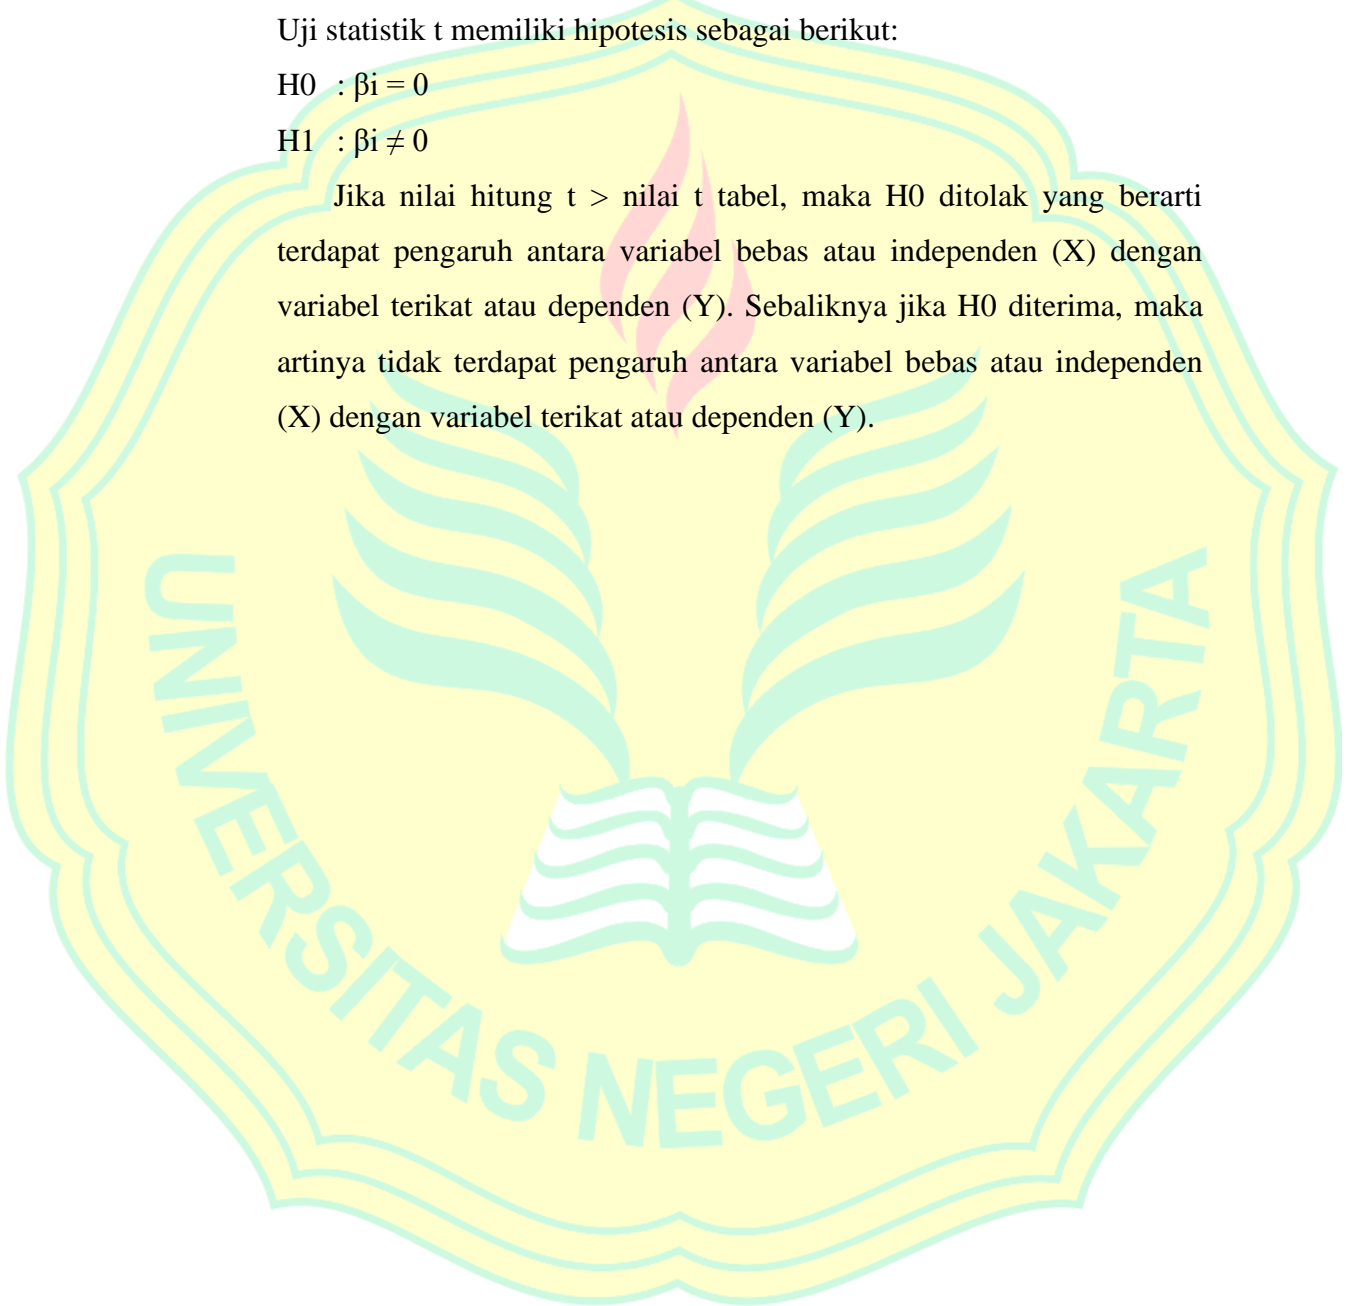 Uji statistik t memiliki hipotesis sebagai berikut:
H0 : βi = 0
H1 : βi ≠ 0
Jika nilai hitung t > nilai t tabel, maka H0 ditolak yang berarti
terdapat pengaruh antara variabel bebas atau independen (X) dengan
variabel terikat atau dependen (Y). Sebaliknya jika H0 diterima, maka
artinya tidak terdapat pengaruh antara variabel bebas atau independen
(X) dengan variabel terikat atau dependen (Y).
UNIVERSITAS NEGERI JAKARTA